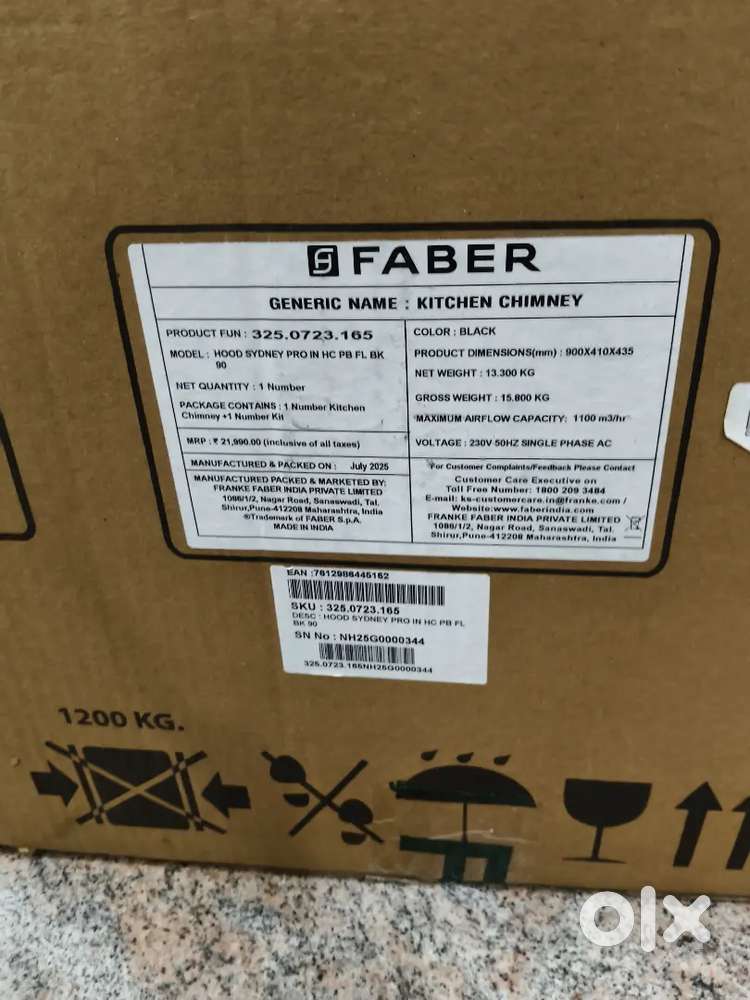 FABER
GENERIC NAME : KITCHEN CHIMNEY
PRODUCT FUN : 325.0723.165
MODEL : HOOD SYDNEY PRO IN HC PB FL BK
90
NET QUANTITY : 1 Number
PACKAGE CONTAINS : 1 Number Kitchen
Chimney +1 Number Kit
MRP : ₹ 21,990.00 (inclusive of all taxes)
MANUFACTURED & PACKED ON : July 2025
MANUFACTURED PACKED & MARKETED BY:
FRANKE FABER INDIA PRIVATE LIMITED
1086/1/2, Nagar Road, Sanaswadi, Tal.
Shirur,Pune-412208 Maharashtra, India
®Trademark of FABER S.p.A.
MADE IN INDIA
COLOR : BLACK
PRODUCT DIMENSIONS(mm) : 900X410X435
NET WEIGHT : 13.300 KG
GROSS WEIGHT : 15.800 KG
MAXIMUM AIRFLOW CAPACITY: 1100 m3/hr
VOLTAGE : 230V 50HZ SINGLE PHASE AC
For Customer Complaints/Feedback Please Contact
Customer Care Executive on
Toll Free Number: 1800 209 3484
E-mail: ks-customercare.in@franke.com /
Website:www.faberindia.com
FRANKE FABER INDIA PRIVATE LIMITED
1086/1/2, Nagar Road, Sanaswadi, Tal.
Shirur,Pune-412208 Maharashtra, India
EAN :7612986445162
SKU : 325.0723.165
DESC : HOOD SYDNEY PRO IN HC PB FL
BK 90
SN No : NH25G0000344
325.0723.165NH25G0000344
1200 KG.
olx